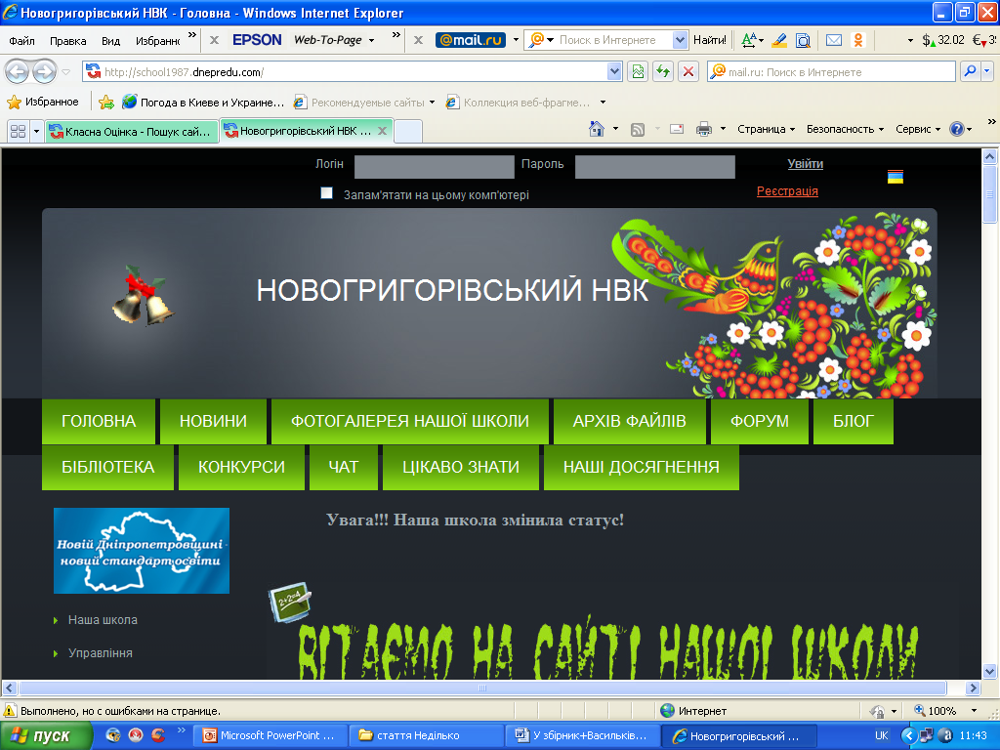 Новогригорівський НВК - Головна - Windows Internet Explorer
Файл Правка Вид Избранн » x EPSON Web-To-Page » x @mail.ru Поиск в Интернете Найти! $ 32.02 €
http://school1987.dnepredu.com/ mail.ru: Поиск в Интернете
Избранное Погода в Киеве и Украине... Рекомендуемые сайты Коллекция веб-фрагме...
Класна Оцінка - Пошук сай... Новогригорівський НВК ... Страница Безопасность Сервис »
Логін Пароль Увійти
Запам'ятати на цьому комп'ютері Реєстрація
НОВОГРИГОРІВСЬКИЙ НВК
ГОЛОВНА НОВИНИ ФОТОГАЛЕРЕЯ НАШОЇ ШКОЛИ АРХІВ ФАЙЛІВ ФОРУМ БЛОГ
БІБЛІОТЕКА КОНКУРСИ ЧАТ ЦІКАВО ЗНАТИ НАШІ ДОСЯГНЕННЯ
Увага!!! Наша школа змінила статус!
Новій Дніпропетровщині -
новий стандарт освіти
2+2=4
Наша школа
Управління
ВІТАЄМО НА САЙТІ НАШОЇ ШКОЛИ
Выполнено, но с ошибками на странице. Интернет 100%
пуск » Microsoft PowerPoint ... стаття Неділько У збірник+Васильків... Новогригорівський ... UK 11:43